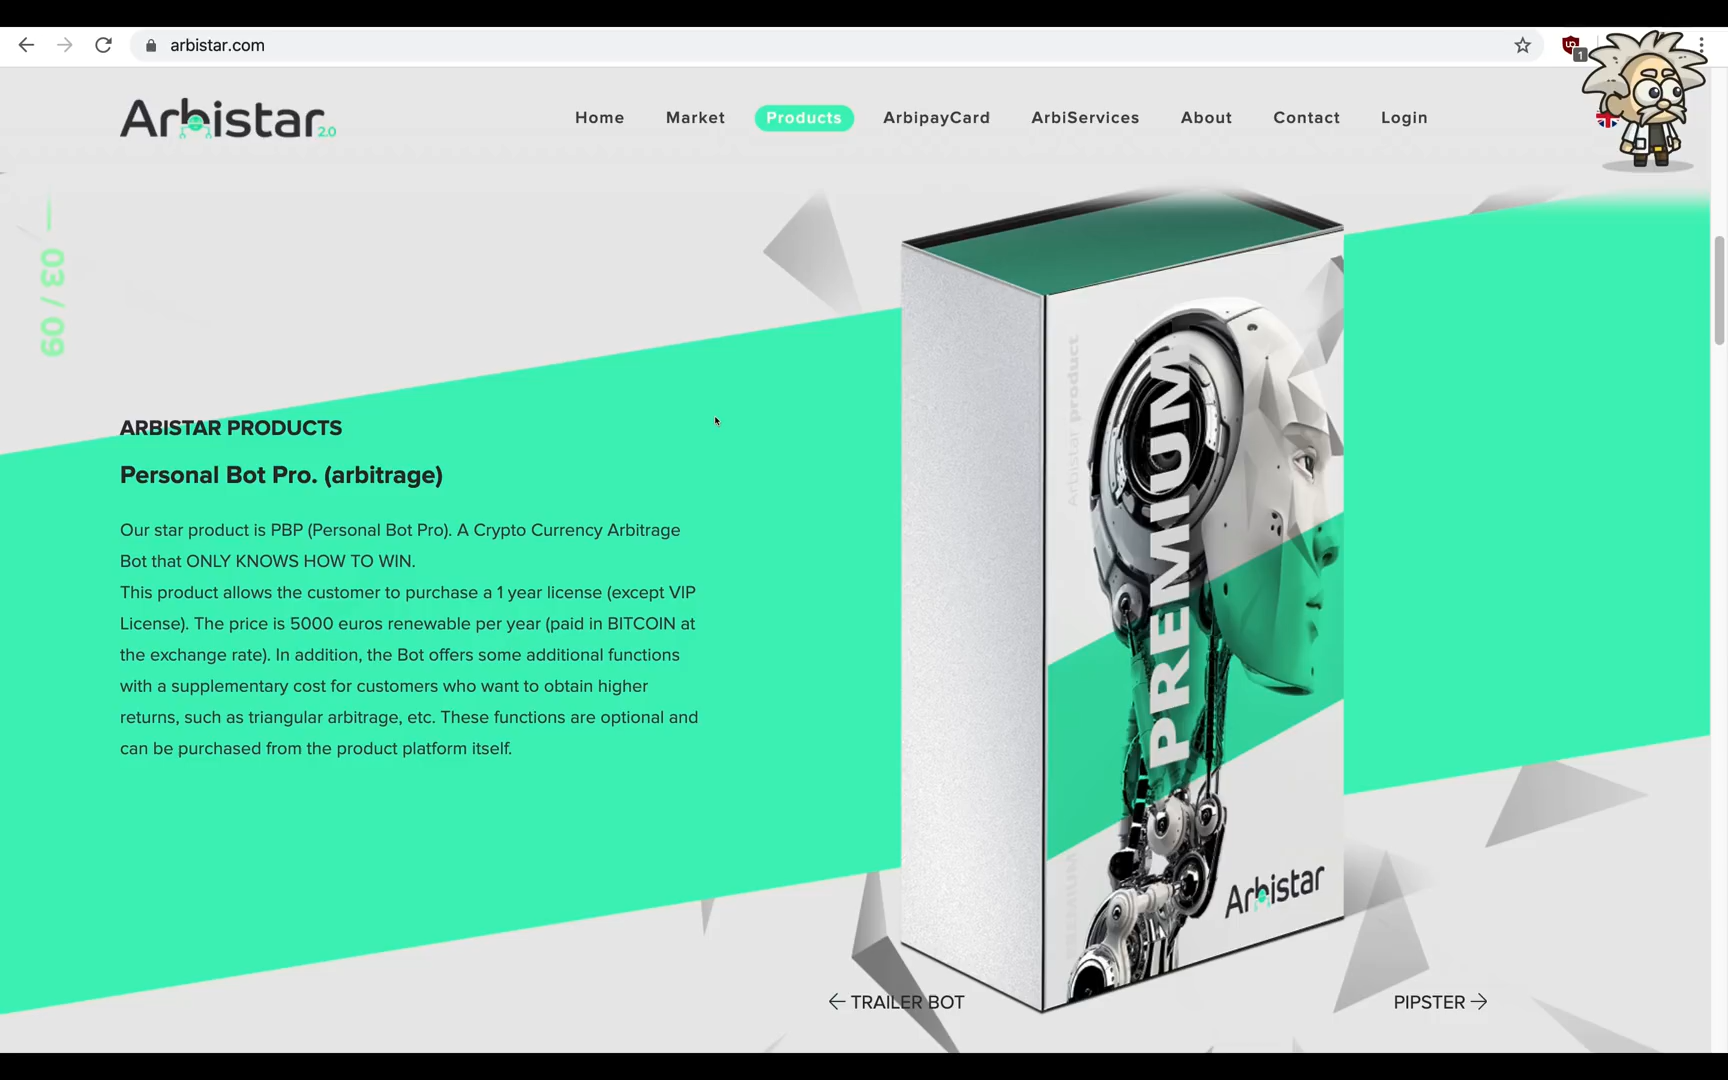 arbistar.com
1
Arbistar 2.0
Home Market Products ArbipayCard ArbiServices About Contact Login
03 / 09
ARBISTAR PRODUCTS
Personal Bot Pro. (arbitrage)
Our star product is PBP (Personal Bot Pro). A Crypto Currency Arbitrage
Bot that ONLY KNOWS HOW TO WIN.
This product allows the customer to purchase a 1 year license (except VIP
License). The price is 5000 euros renewable per year (paid in BITCOIN at
the exchange rate). In addition, the Bot offers some additional functions
with a supplementary cost for customers who want to obtain higher
returns, such as triangular arbitrage, etc. These functions are optional and
can be purchased from the product platform itself.
Arbistar product
PREMIUM
Arbistar
← TRAILER BOT
PIPSTER →